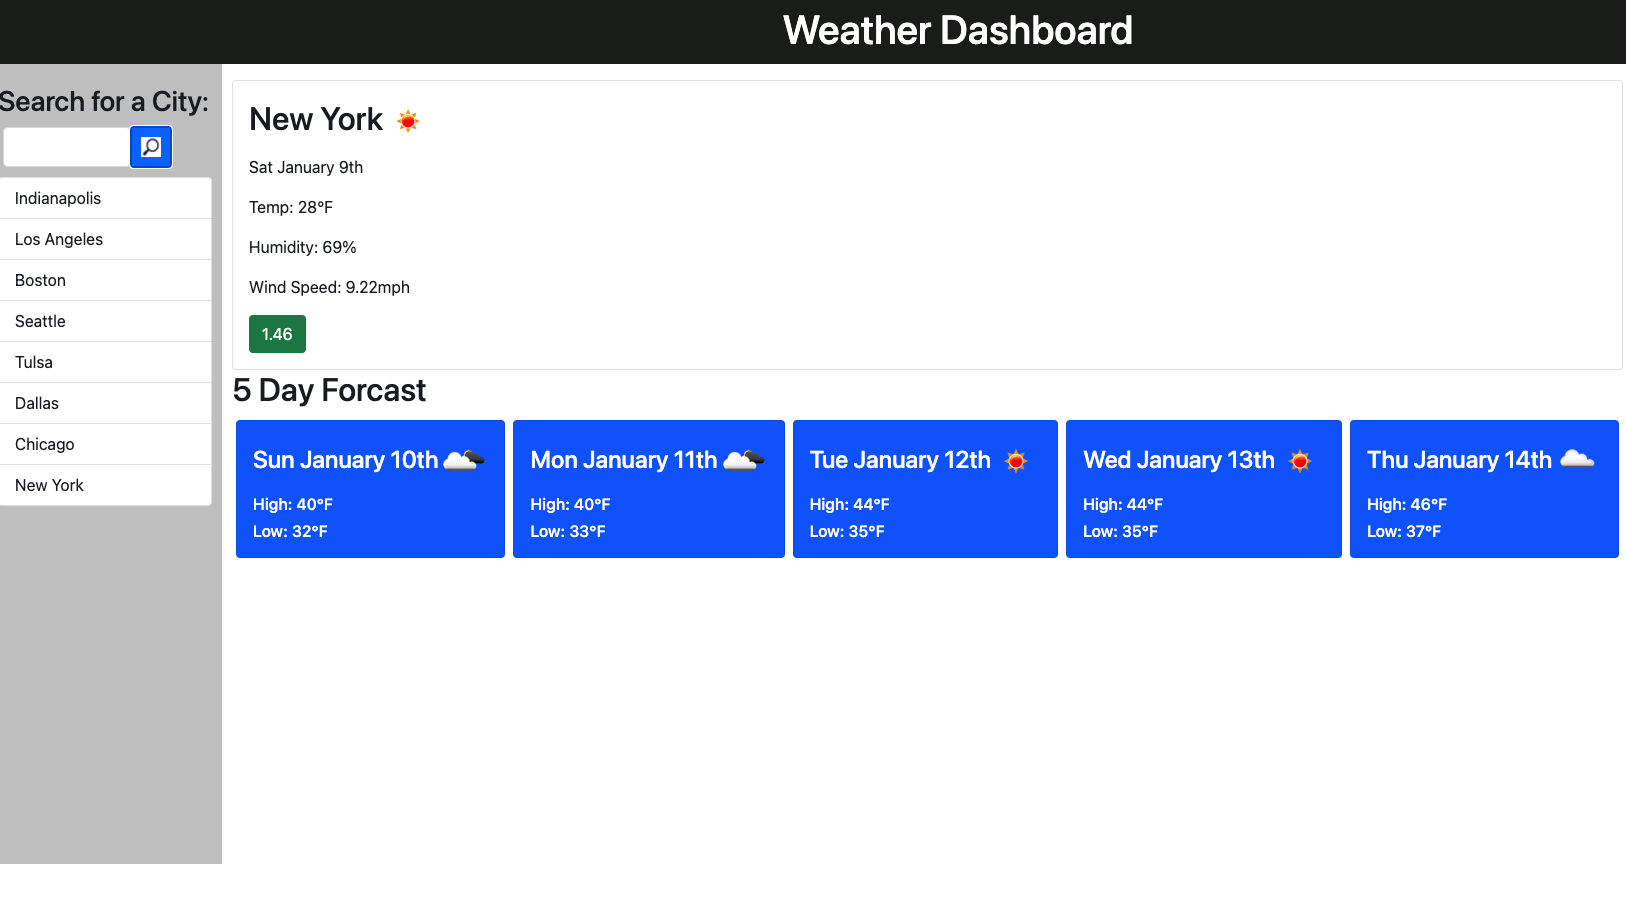 Weather Dashboard
Search for a City:
Indianapolis
Los Angeles
Boston
Seattle
Tulsa
Dallas
Chicago
New York
New York
Sat January 9th
Temp: 28°F
Humidity: 69%
Wind Speed: 9.22mph
1.46
5 Day Forcast
Sun January 10th
High: 40°F
Low: 32°F
Mon January 11th
High: 40°F
Low: 33°F
Tue January 12th
High: 44°F
Low: 35°F
Wed January 13th
High: 44°F
Low: 35°F
Thu January 14th
High: 46°F
Low: 37°F